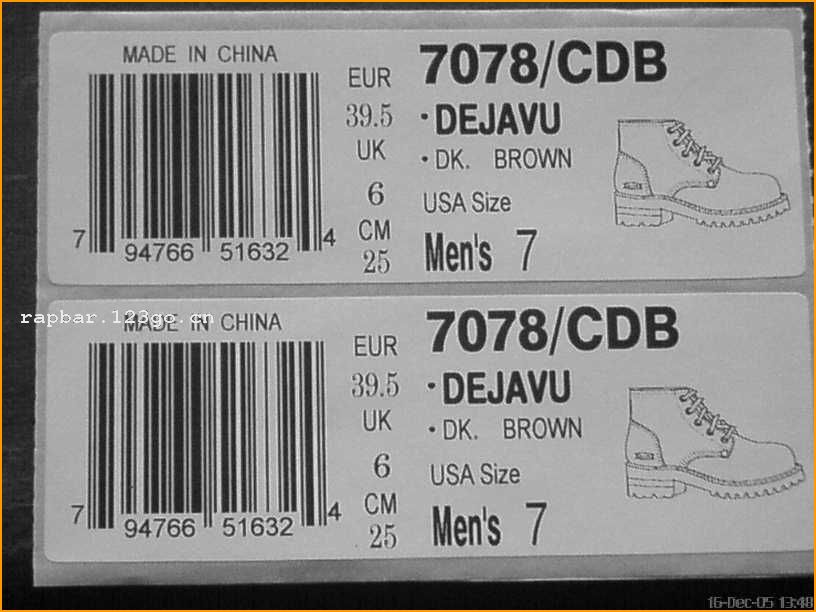 MADE IN CHINA
7 94766 51632 4
EUR
39.5
UK
6
CM
25
7078/CDB
• DEJAVU
• DK. BROWN
USA Size
Men's 7
rapbar.123go.cn
MADE IN CHINA
7 94766 51632 4
EUR
39.5
UK
6
CM
25
7078/CDB
• DEJAVU
• DK. BROWN
USA Size
Men's 7
16-Dec-05 13:48